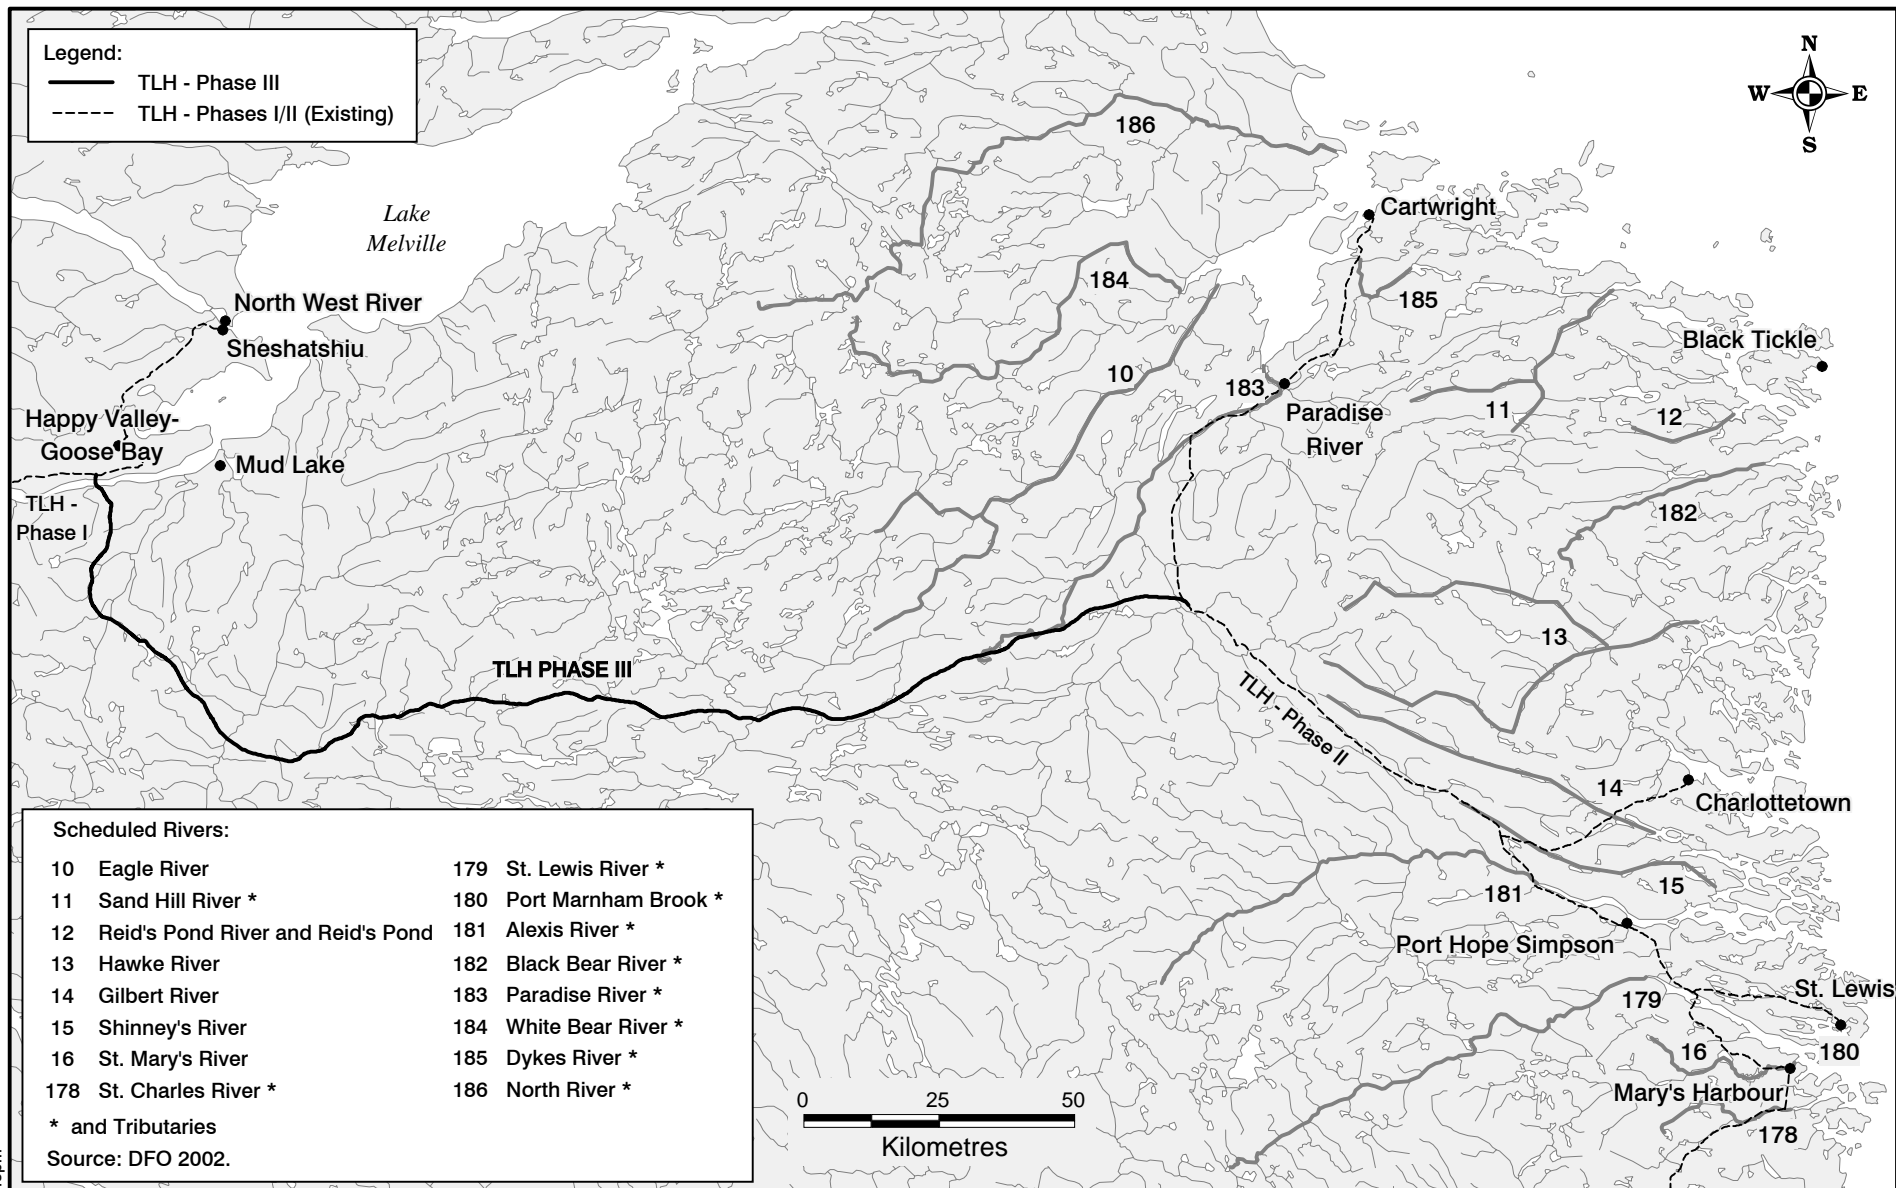 Legend:
TLH - Phase III
TLH - Phases I/II (Existing)
N
W E
S
186
Cartwright
Lake
Melville
184
185
North West River
Sheshatshiu
Black Tickle
10
183
Paradise
River
11
12
Happy Valley-
Goose Bay
Mud Lake
TLH -
Phase I
182
13
TLH PHASE III
TLH - Phase II
14
Charlottetown
181
15
Port Hope Simpson
179
St. Lewis
16
180
Mary's Harbour
178
Scheduled Rivers:
10 Eagle River
11 Sand Hill River *
12 Reid's Pond River and Reid's Pond
13 Hawke River
14 Gilbert River
15 Shinney's River
16 St. Mary's River
178 St. Charles River *
179 St. Lewis River *
180 Port Marnham Brook *
181 Alexis River *
182 Black Bear River *
183 Paradise River *
184 White Bear River *
185 Dykes River *
186 North River *
* and Tributaries
Source: DFO 2002.
0 25 50
Kilometres